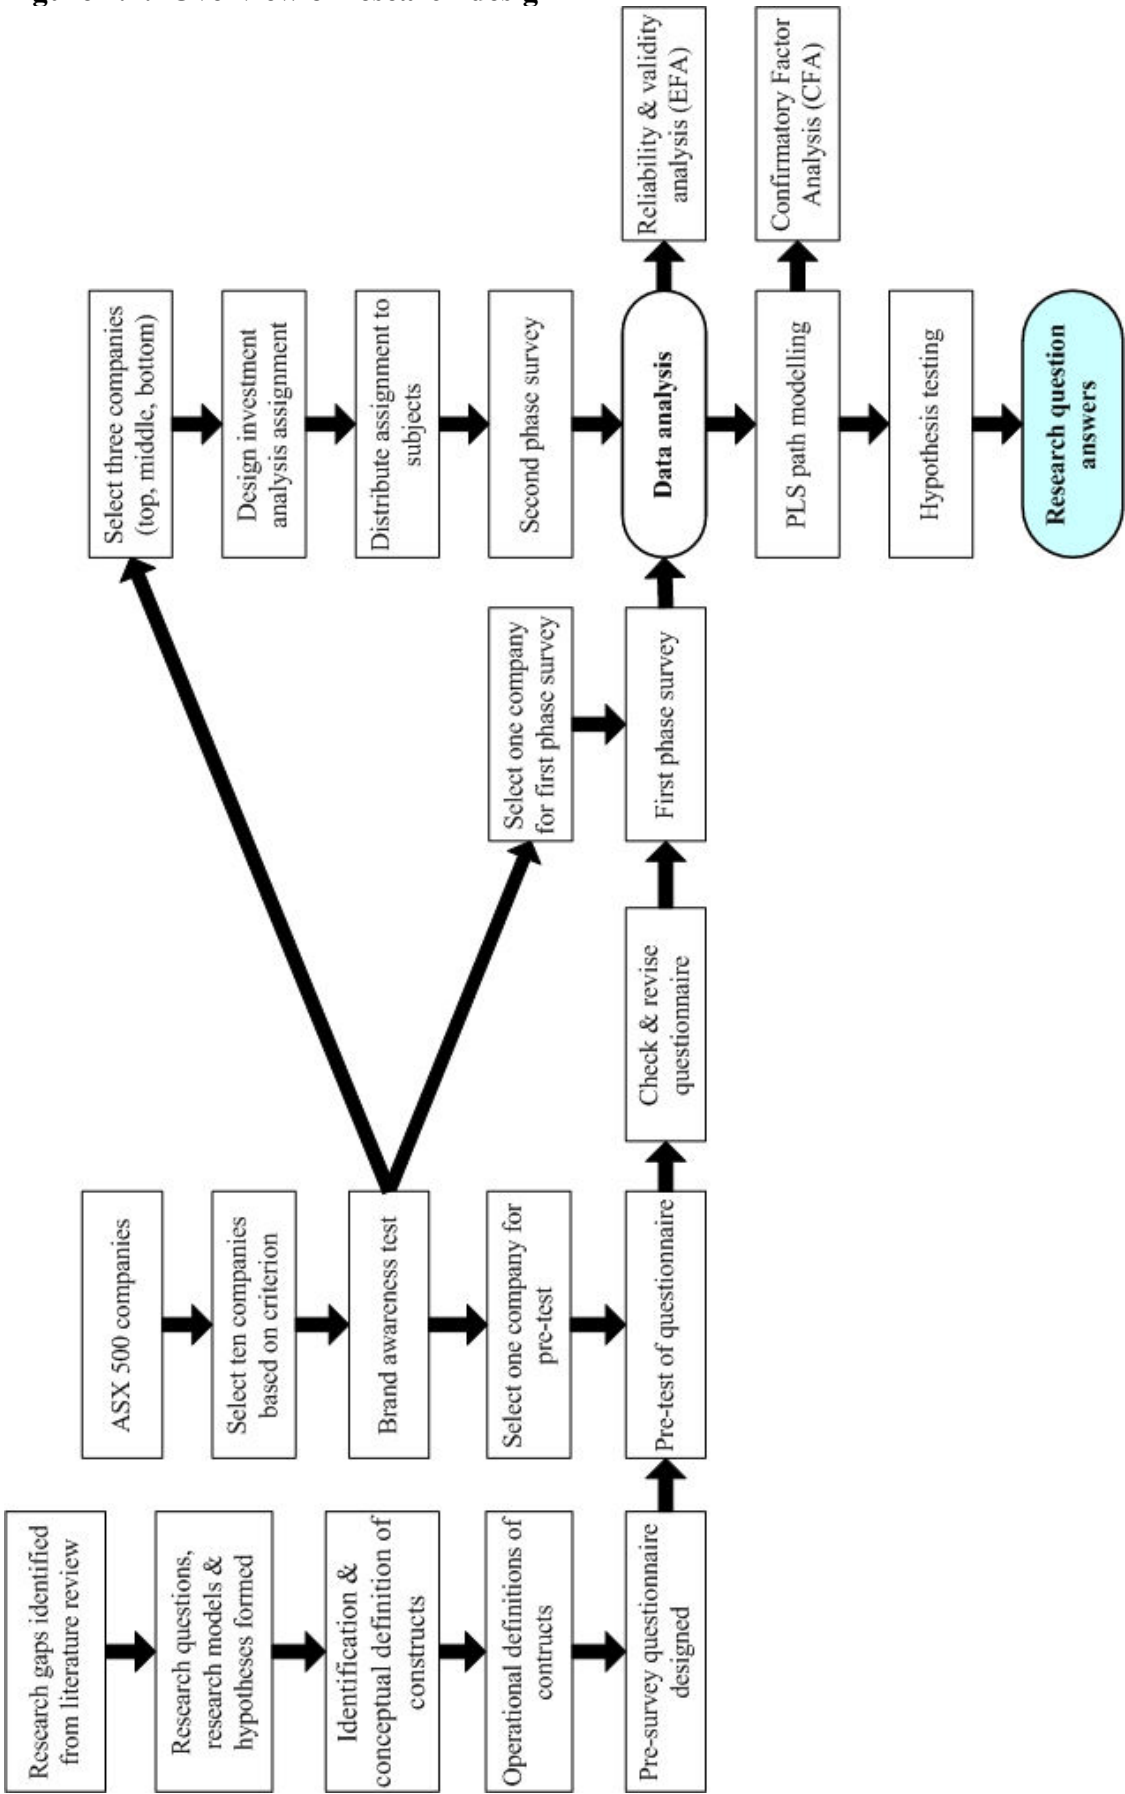 Research gaps identified
from literature review
Research questions,
research models &
hypotheses formed
Identification &
conceptual definition of
constructs
Operational definitions of
contructs
Pre-survey questionnaire
designed
ASX 500 companies
Select ten companies
based on criterion
Brand awareness test
Select one company for
pre-test
Pre-test of questionnaire
Check & revise
questionnaire
Select one company
for first phase survey
First phase survey
Select three companies
(top, middle, bottom)
Design investment
analysis assignment
Distribute assignment to
subjects
Second phase survey
Data analysis
PLS path modelling
Hypothesis testing
Research question
answers
Reliability & validity
analysis (EFA)
Confirmatory Factor
Analysis (CFA)